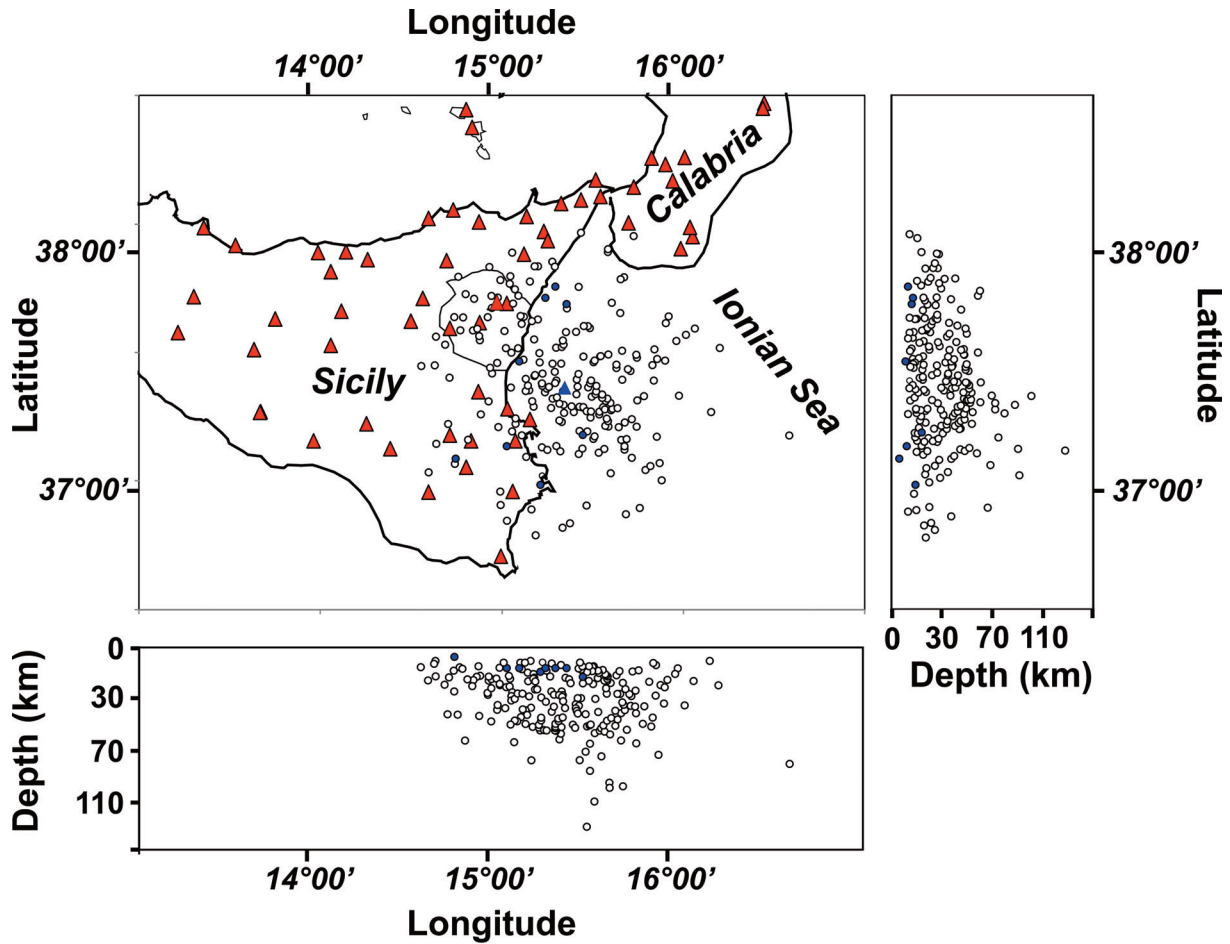 Longitude
14°00’ 15°00’ 16°00’
Calabria
38°00’ 38°00’
Latitude
Ionian Sea
Latitude
Sicily
37°00’ 37°00’
0 30 70 110
Depth (km)
Depth (km)
0
30
70
110
14°00’ 15°00’ 16°00’
Longitude